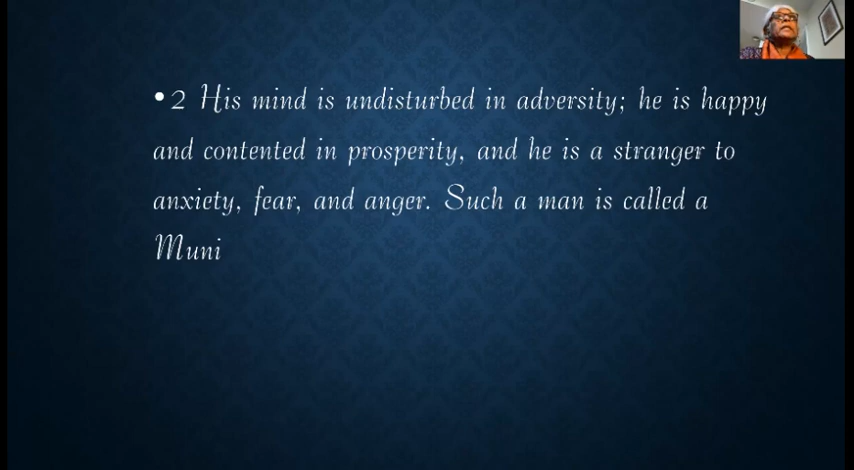 •2 His mind is undisturbed in adversity; he is happy
and contented in prosperity, and he is a stranger to
anxiety, fear, and anger. Such a man is called a
Muni